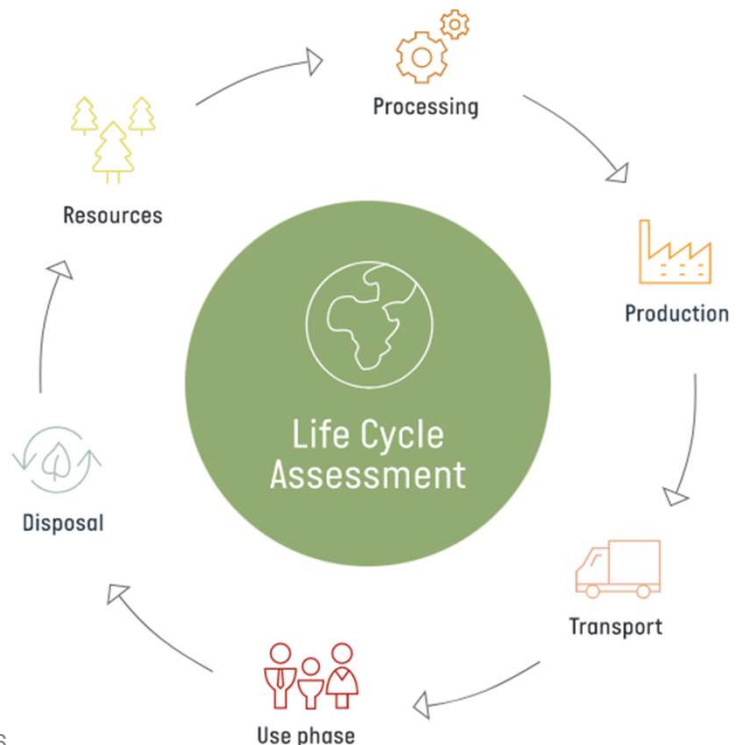 Processing
Resources
Production
Life Cycle
Assessment
Disposal
Transport
Use phase